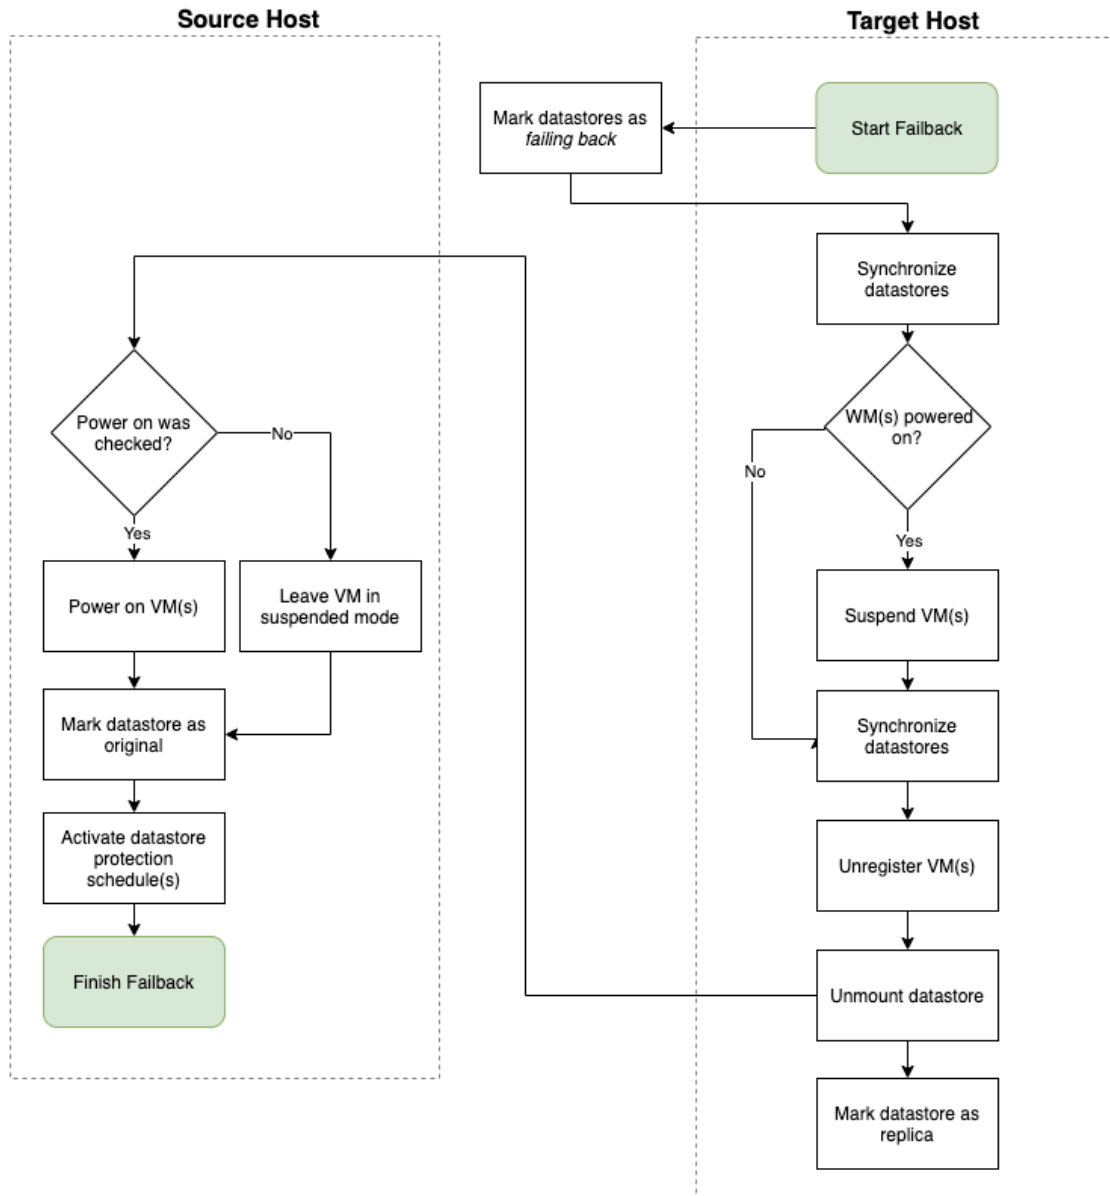 Source Host
Target Host
Mark datastores as
failing back
Start Failback
Synchronize
datastores
Power on was
checked?
No
WM(s) powered
on?
No
Yes
Yes
Power on VM(s)
Leave VM in
suspended mode
Suspend VM(s)
Mark datastore as
original
Synchronize
datastores
Activate datastore
protection
schedule(s)
Unregister VM(s)
Finish Failback
Unmount datastore
Mark datastore as
replica